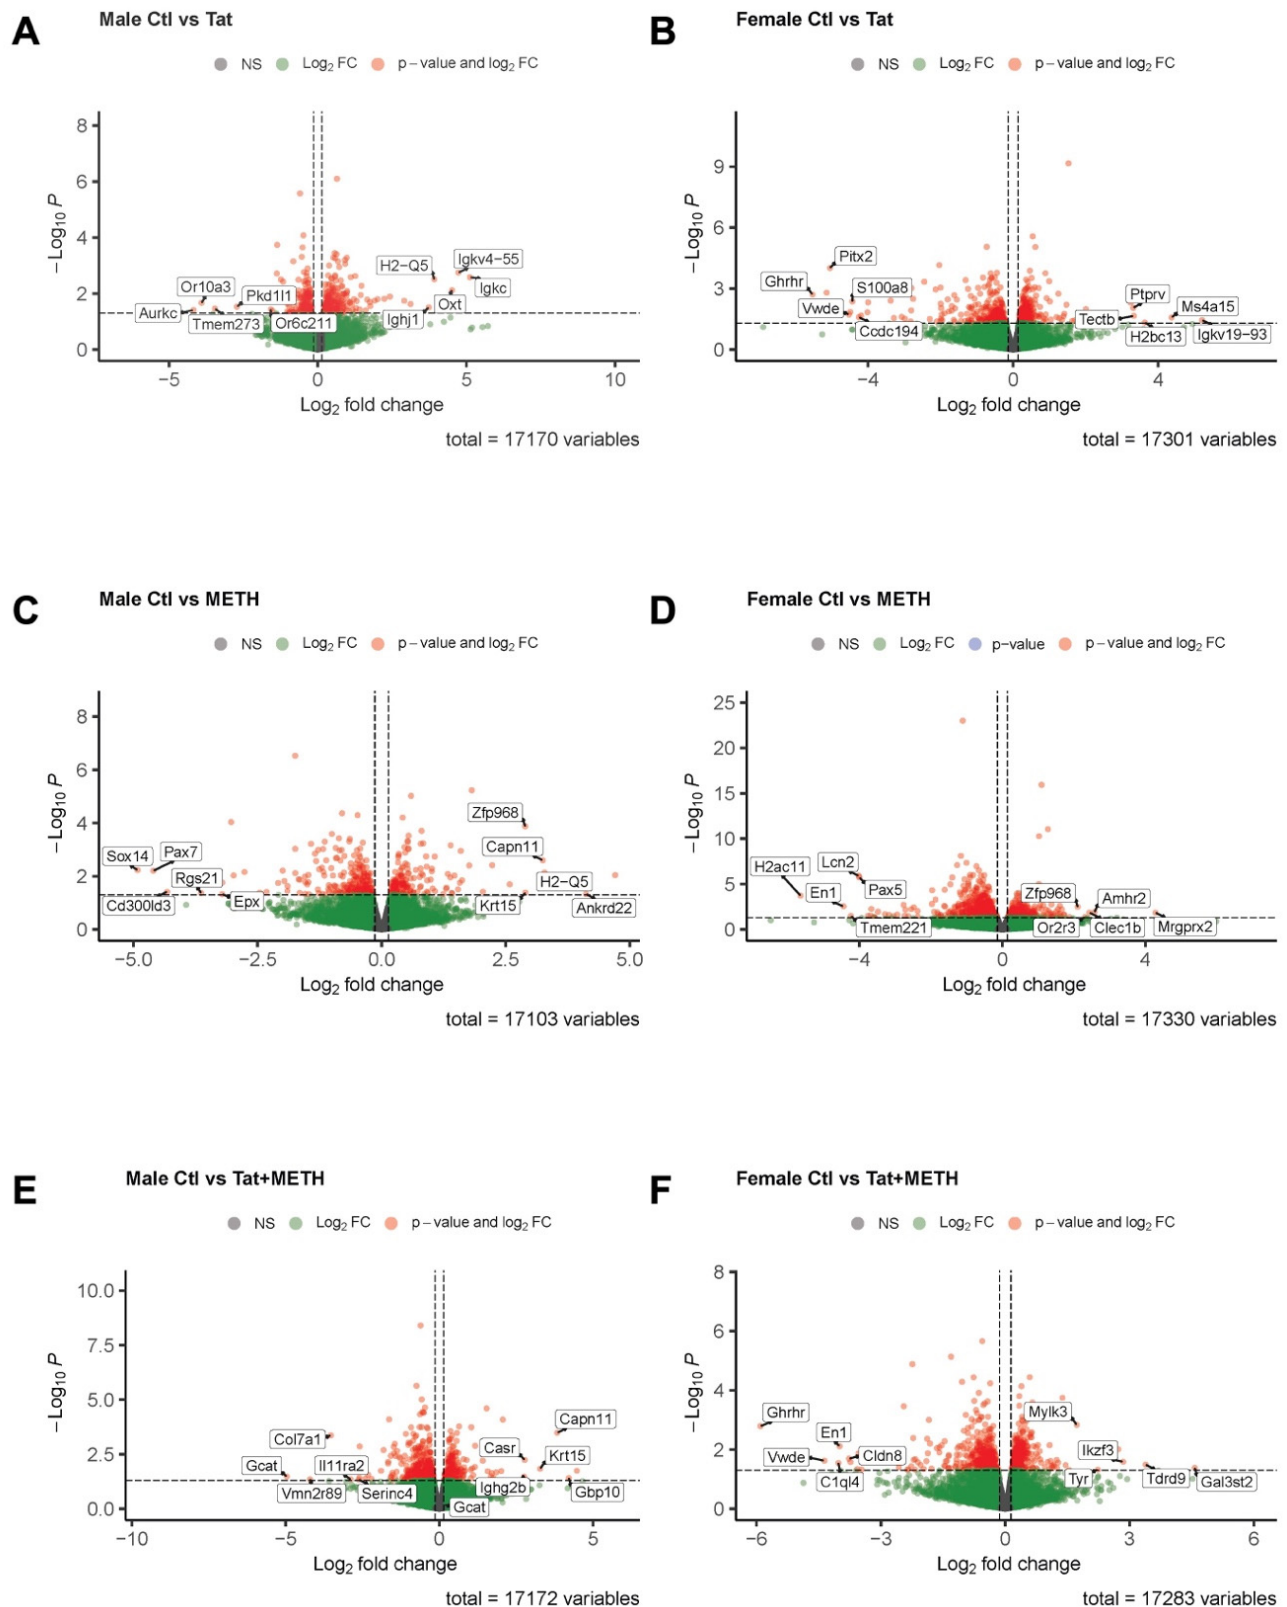 A Male Ctl vs Tat
NS Log2 FC p – value and log2 FC
−Log10 P
8
6
4
2
0
Or10a3
Aurkc
Pkd1l1
Tmem273
Or6c211
H2−Q5
Igkv4−55
Igkc
Oxt
Ighj1
−5 0 5 10
Log2 fold change
total = 17170 variables
B Female Ctl vs Tat
NS Log2 FC p – value and log2 FC
−Log10 P
9
6
3
0
Pitx2
Ghrhr
S100a8
Vwde
Ccdc194
Ptprv
Tectb
Ms4a15
H2bc13
Igkv19−93
−4 0 4
Log2 fold change
total = 17301 variables
C Male Ctl vs METH
NS Log2 FC p – value and log2 FC
−Log10 P
8
6
4
2
0
Sox14
Pax7
Rgs21
Cd300ld3
Epx
Zfp968
Capn11
H2−Q5
Krt15
Ankrd22
−5.0 −2.5 0.0 2.5 5.0
Log2 fold change
total = 17103 variables
D Female Ctl vs METH
NS Log2 FC p−value p – value and log2 FC
−Log10 P
25
20
15
10
5
0
H2ac11
Lcn2
En1
Pax5
Tmem221
Zfp968
Amhr2
Or2r3
Clec1b
Mrgprx2
−4 0 4
Log2 fold change
total = 17330 variables
E Male Ctl vs Tat+METH
NS Log2 FC p – value and log2 FC
−Log10 P
10.0
7.5
5.0
2.5
0.0
Col7a1
Gcat
Il11ra2
Vmn2r89
Serinc4
Capn11
Casr
Krt15
Ighg2b
Gbp10
Gcat
−10 −5 0 5
Log2 fold change
total = 17172 variables
F Female Ctl vs Tat+METH
NS Log2 FC p – value and log2 FC
−Log10 P
8
6
4
2
0
Ghrhr
En1
Vwde
Cldn8
C1ql4
Mylk3
Ikzf3
Tyr
Tdrd9
Gal3st2
−6 −3 0 3 6
Log2 fold change
total = 17283 variables